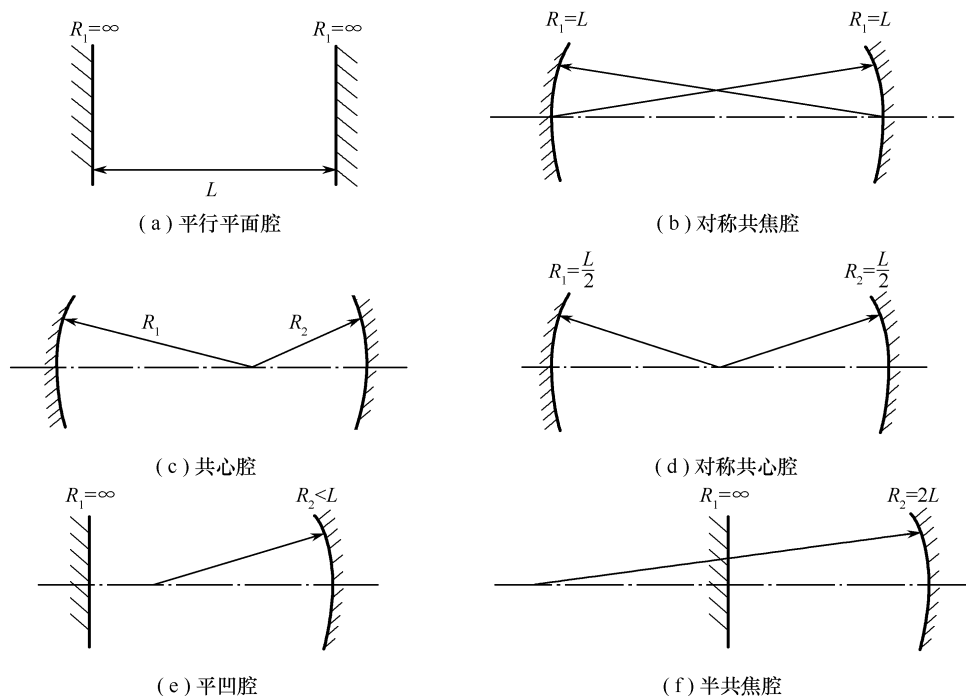 R₁=∞ R₁=∞
L
(a)平行平面腔
R₁=L R₁=L
(b)对称共焦腔
R₁ R₂
(c)共心腔
R₁=L/2 R₂=L/2
(d)对称共心腔
R₁=∞ R₂<L
(e)平凹腔
R₁=∞ R₂=2L
(f)半共焦腔